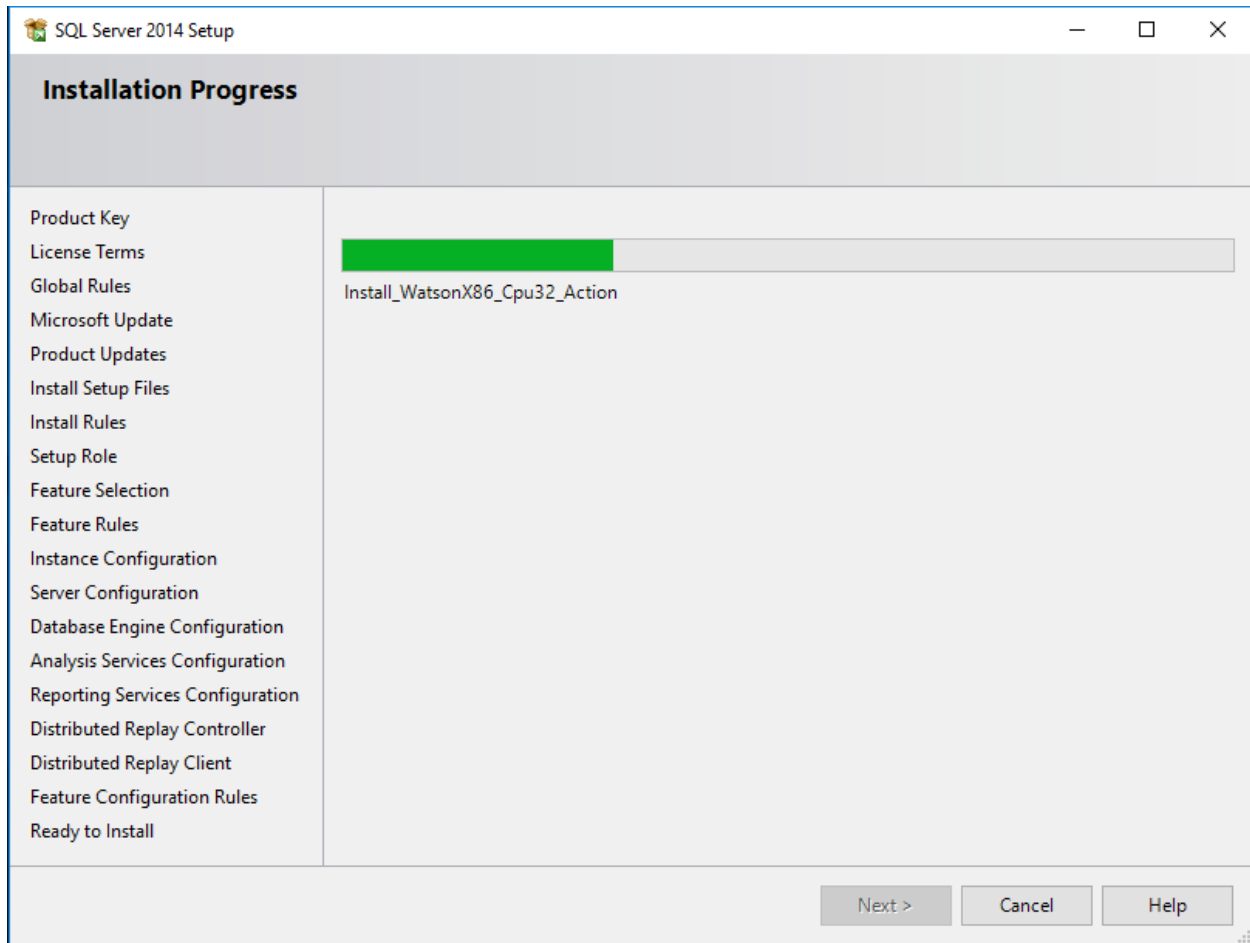 SQL Server 2014 Setup
Installation Progress
Product Key
License Terms
Global Rules
Microsoft Update
Product Updates
Install Setup Files
Install Rules
Setup Role
Feature Selection
Feature Rules
Instance Configuration
Server Configuration
Database Engine Configuration
Analysis Services Configuration
Reporting Services Configuration
Distributed Replay Controller
Distributed Replay Client
Feature Configuration Rules
Ready to Install
Install_WatsonX86_Cpu32_Action
Next >
Cancel
Help